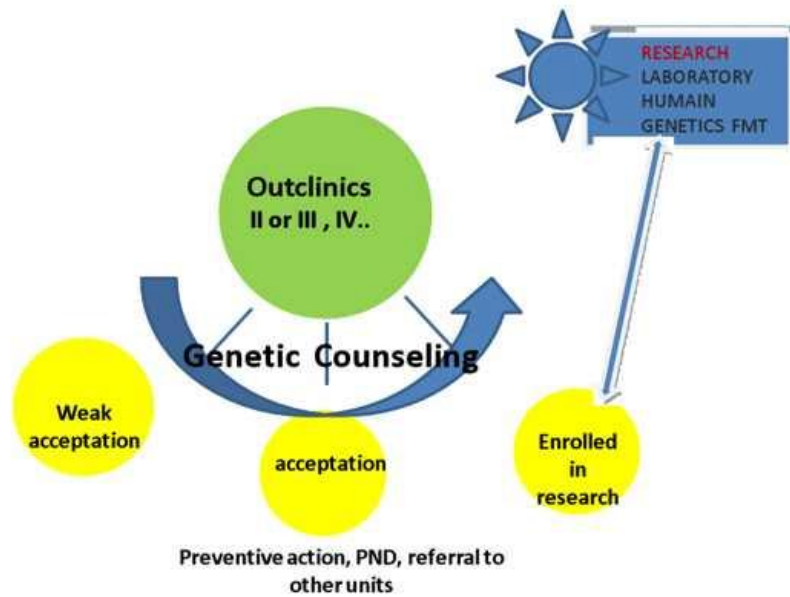 RESEARCH
LABORATORY
HUMAIN
GENETICS FMT
Outclinics
II or III , IV..
Genetic Counseling
Weak
acceptation
acceptation
Enrolled
in
research
Preventive action, PND, referral to
other units